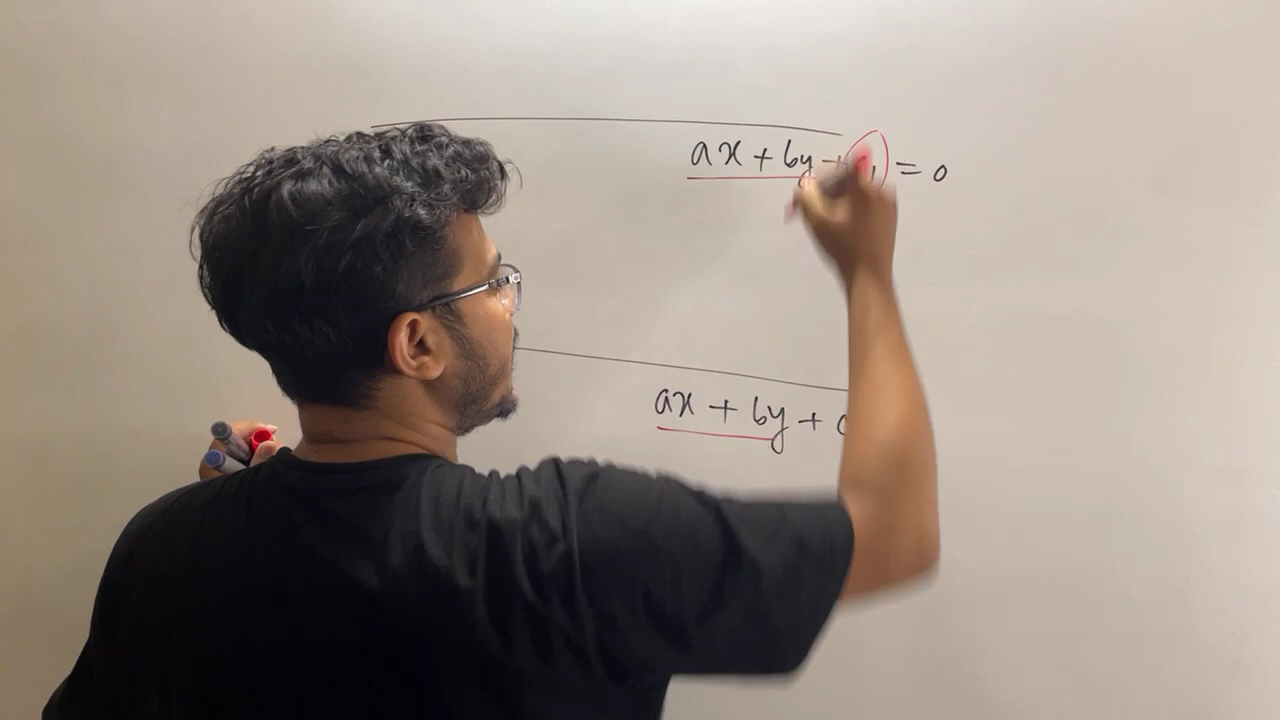 ax + by + = 0
ax + by +